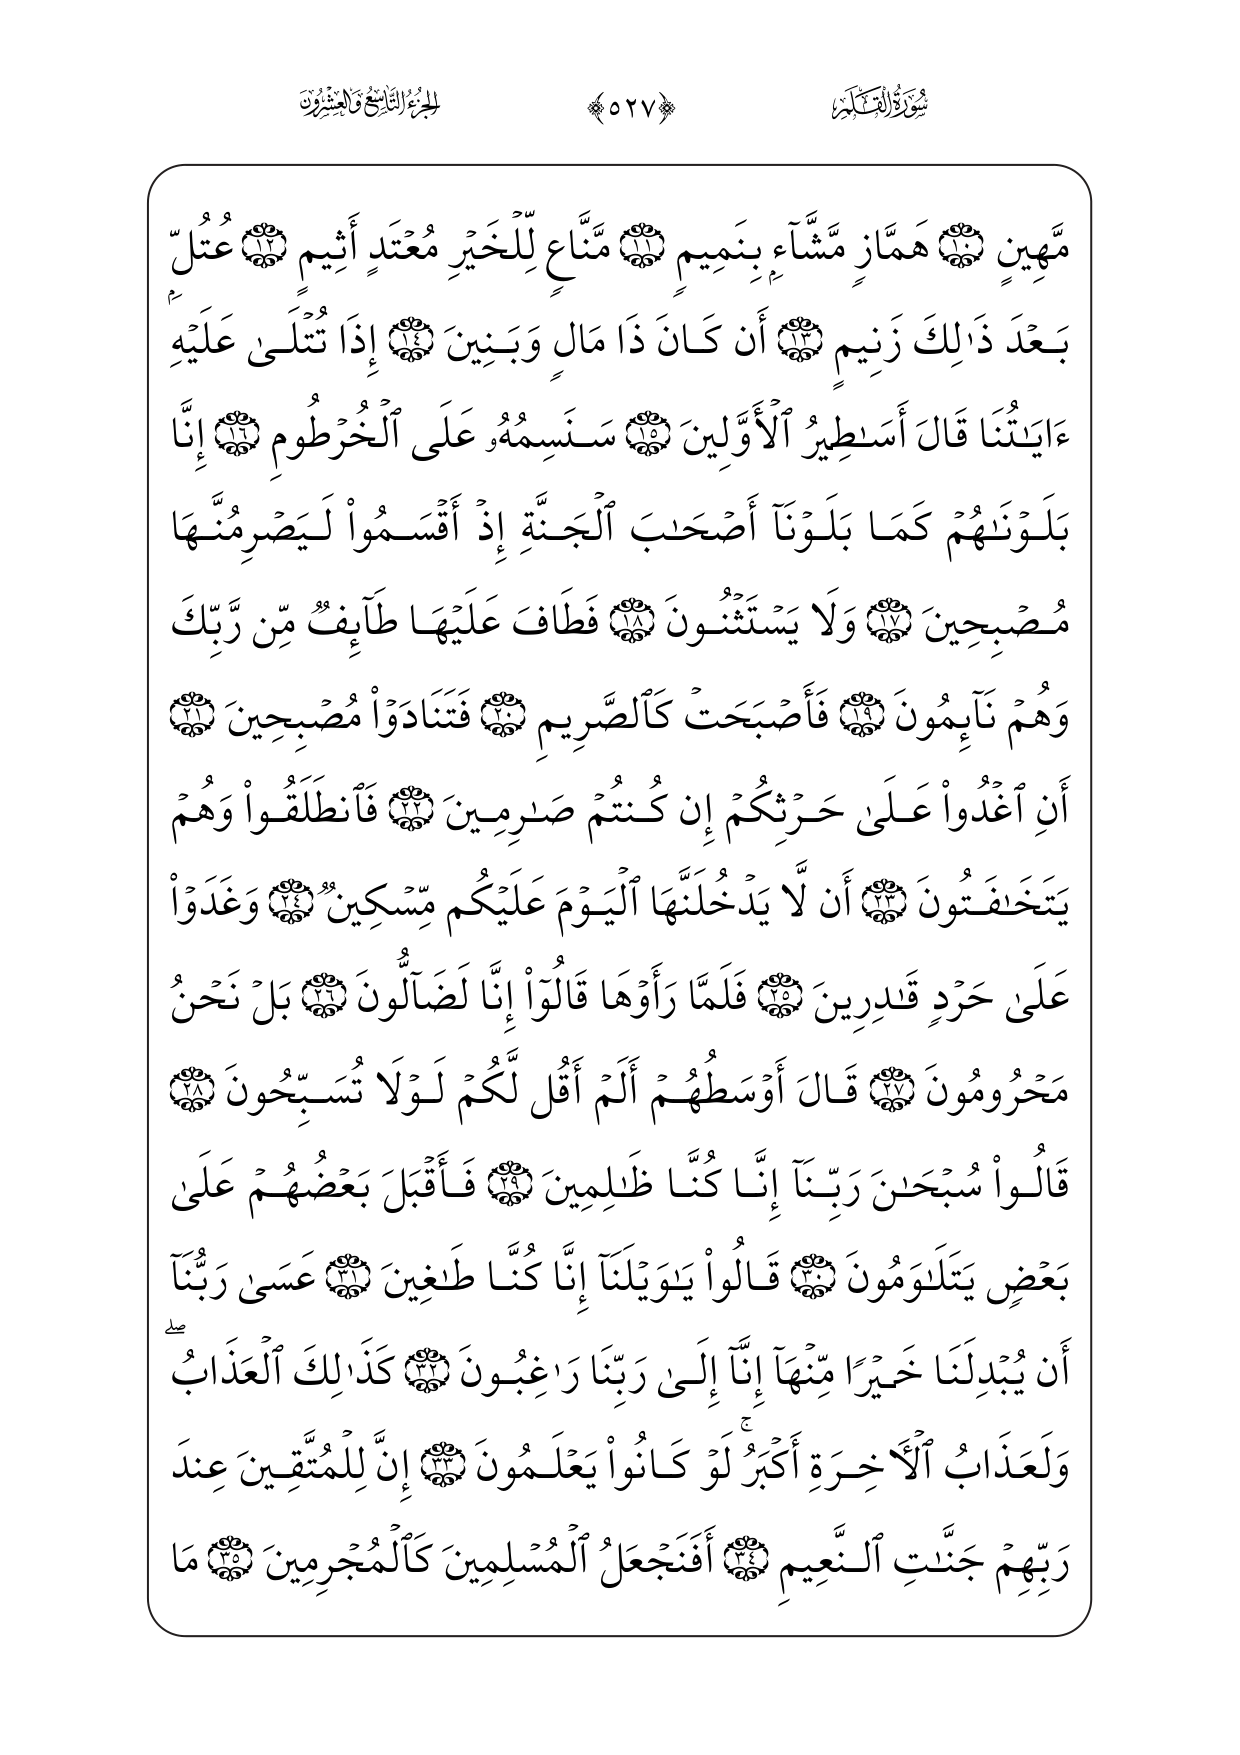 سُورَةُ القَلَمِ ﴿٥٢٧﴾ الجُزْءُ التَّاسِعُ وَالعِشْرُونَ
مَّهِينٍ ١٠ هَمَّازٍ مَّشَّآءِۭ بِنَمِيمٍ ١١ مَّنَّاعٍ لِّلۡخَيۡرِ مُعۡتَدٍ أَثِيمٍ ١٢ عُتُلِّۭ
بَعۡدَ ذَٰلِكَ زَنِيمٍ ١٣ أَن كَانَ ذَا مَالٖ وَبَنِينَ ١٤ إِذَا تُتۡلَىٰ عَلَيۡهِ
ءَايَٰتُنَا قَالَ أَسَٰطِيرُ ٱلۡأَوَّلِينَ ١٥ سَنَسِمُهُۥ عَلَى ٱلۡخُرۡطُومِ ١٦ إِنَّا
بَلَوۡنَٰهُمۡ كَمَا بَلَوۡنَآ أَصۡحَٰبَ ٱلۡجَنَّةِ إِذۡ أَقۡسَمُواْ لَيَصۡرِمُنَّهَا
مُصۡبِحِينَ ١٧ وَلَا يَسۡتَثۡنُونَ ١٨ فَطَافَ عَلَيۡهَا طَآئِفٞ مِّن رَّبِّكَ
وَهُمۡ نَآئِمُونَ ١٩ فَأَصۡبَحَتۡ كَٱلصَّرِيمِ ٢٠ فَتَنَادَوۡاْ مُصۡبِحِينَ ٢١
أَنِ ٱغۡدُواْ عَلَىٰ حَرۡثِكُمۡ إِن كُنتُمۡ صَٰرِمِينَ ٢٢ فَٱنطَلَقُواْ وَهُمۡ
يَتَخَٰفَتُونَ ٢٣ أَن لَّا يَدۡخُلَنَّهَا ٱلۡيَوۡمَ عَلَيۡكُم مِّسۡكِينٞ ٢٤ وَغَدَوۡاْ
عَلَىٰ حَرۡدٖ قَٰدِرِينَ ٢٥ فَلَمَّا رَأَوۡهَا قَالُوٓاْ إِنَّا لَضَآلُّونَ ٢٦ بَلۡ نَحۡنُ
مَحۡرُومُونَ ٢٧ قَالَ أَوۡسَطُهُمۡ أَلَمۡ أَقُل لَّكُمۡ لَوۡلَا تُسَبِّحُونَ ٢٨
قَالُواْ سُبۡحَٰنَ رَبِّنَآ إِنَّا كُنَّا ظَٰلِمِينَ ٢٩ فَأَقۡبَلَ بَعۡضُهُمۡ عَلَىٰ
بَعۡضٖ يَتَلَٰوَمُونَ ٣٠ قَالُواْ يَٰوَيۡلَنَآ إِنَّا كُنَّا طَٰغِينَ ٣١ عَسَىٰ رَبُّنَآ
أَن يُبۡدِلَنَا خَيۡرٗا مِّنۡهَآ إِنَّآ إِلَىٰ رَبِّنَا رَٰغِبُونَ ٣٢ كَذَٰلِكَ ٱلۡعَذَابُۖ
وَلَعَذَابُ ٱلۡأٓخِرَةِ أَكۡبَرُۚ لَوۡ كَانُواْ يَعۡلَمُونَ ٣٣ إِنَّ لِلۡمُتَّقِينَ عِندَ
رَبِّهِمۡ جَنَّٰتِ ٱلنَّعِيمِ ٣٤ أَفَنَجۡعَلُ ٱلۡمُسۡلِمِينَ كَٱلۡمُجۡرِمِينَ ٣٥ مَا